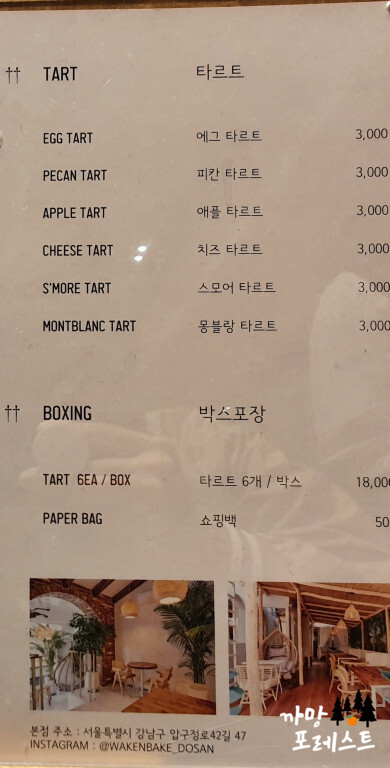 †† TART 타르트
EGG TART 에그 타르트 3,000
PECAN TART 피칸 타르트 3,000
APPLE TART 애플 타르트 3,000
CHEESE TART 치즈 타르트 3,000
S'MORE TART 스모어 타르트 3,000
MONTBLANC TART 몽블랑 타르트 3,000
†† BOXING 박스포장
TART 6EA / BOX 타르트 6개 / 박스 18,000
PAPER BAG 쇼핑백 50
본점 주소 : 서울특별시 강남구 압구정로42길 47
INSTAGRAM : @WAKENBAKE_DOSAN
까망
포레스트